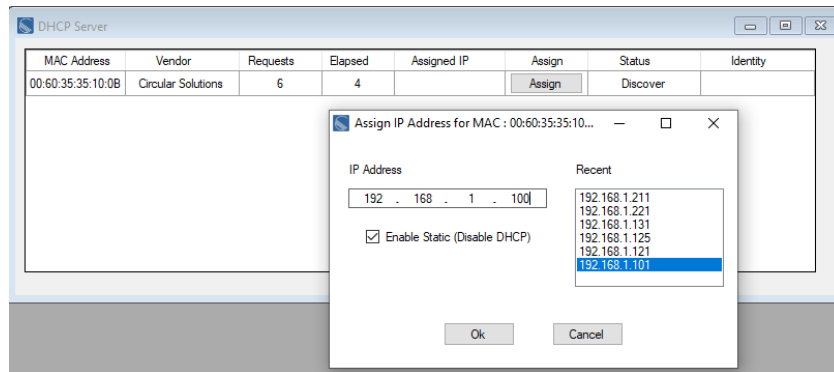 DHCP Server
MAC Address Vendor Requests Elapsed Assigned IP Assign Status Identity
00:60:35:35:10:0B Circular Solutions 6 4 Assign Discover
Assign IP Address for MAC : 00:60:35:35:10...
IP Address
192 . 168 . 1 . 100
Enable Static (Disable DHCP)
Recent
192.168.1.211
192.168.1.221
192.168.1.131
192.168.1.125
192.168.1.121
192.168.1.101
Ok Cancel